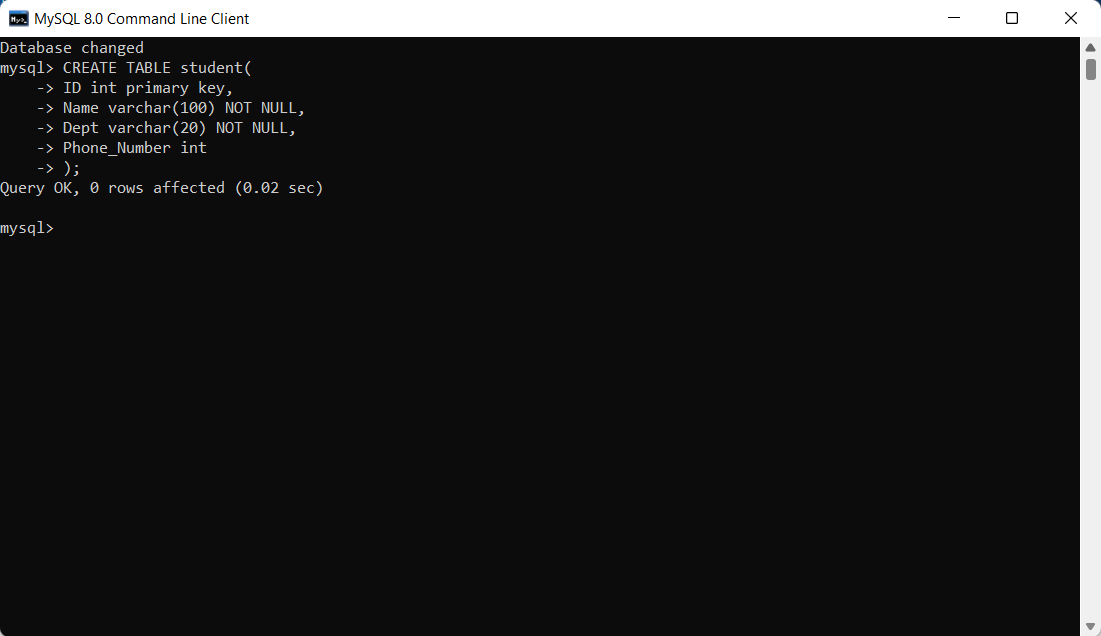 MySQL 8.0 Command Line Client
Database changed
mysql> CREATE TABLE student(
    -> ID int primary key,
    -> Name varchar(100) NOT NULL,
    -> Dept varchar(20) NOT NULL,
    -> Phone_Number int
    -> );
Query OK, 0 rows affected (0.02 sec)
mysql>